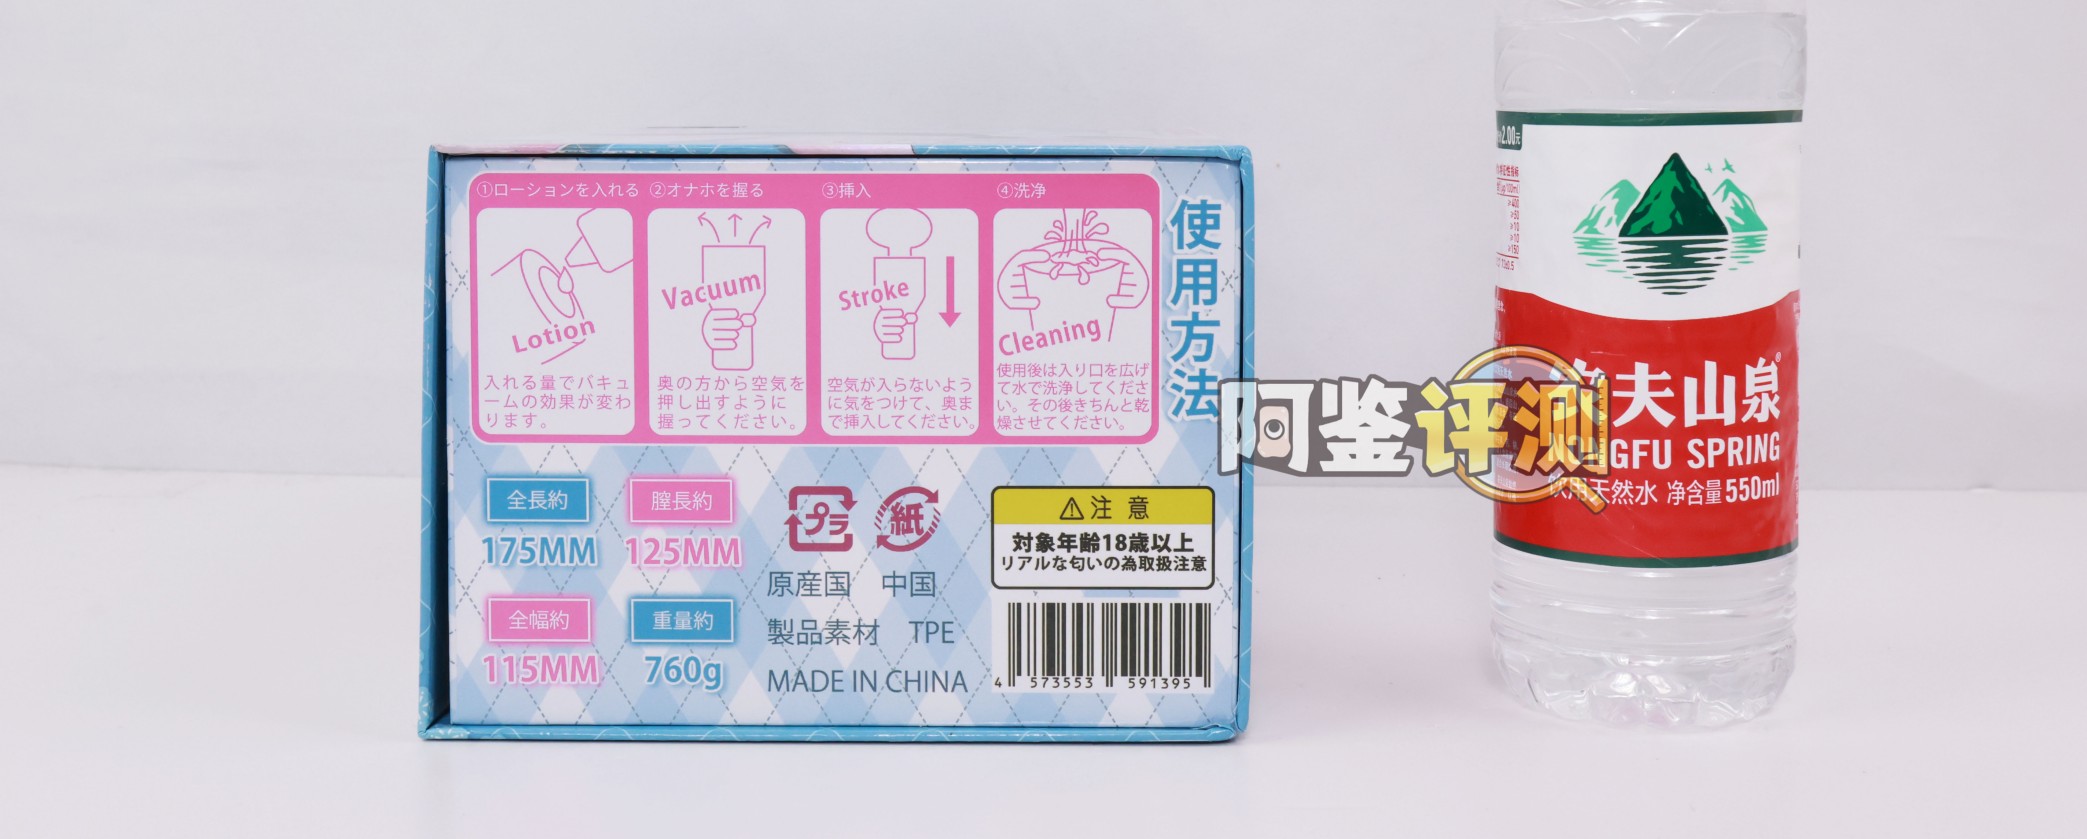 ①ローションを入れる
②オナホを握る
③挿入
④洗浄
Lotion
Vacuum
Stroke
Cleaning
入れる量でバキュ
ームの効果が変わ
ります。
奥の方から空気を
押し出すように
握ってください。
空気が入らないよう
に気をつけて、奥ま
で挿入してください。
使用後は入り口を広げ
て水で洗浄してくださ
い。その後きちんと乾
燥させてください。
使用方法
全長約
175MM
膣長約
125MM
全幅約
115MM
重量約
760g
プラ
紙
原産国 中国
製品素材 TPE
MADE IN CHINA
⚠注意
対象年齢18歳以上
リアルな匂いの為取扱注意
4 573553 591395
阿鉴评测
2.00元
夫山泉®
NONGFU SPRING
饮用天然水 净含量550ml